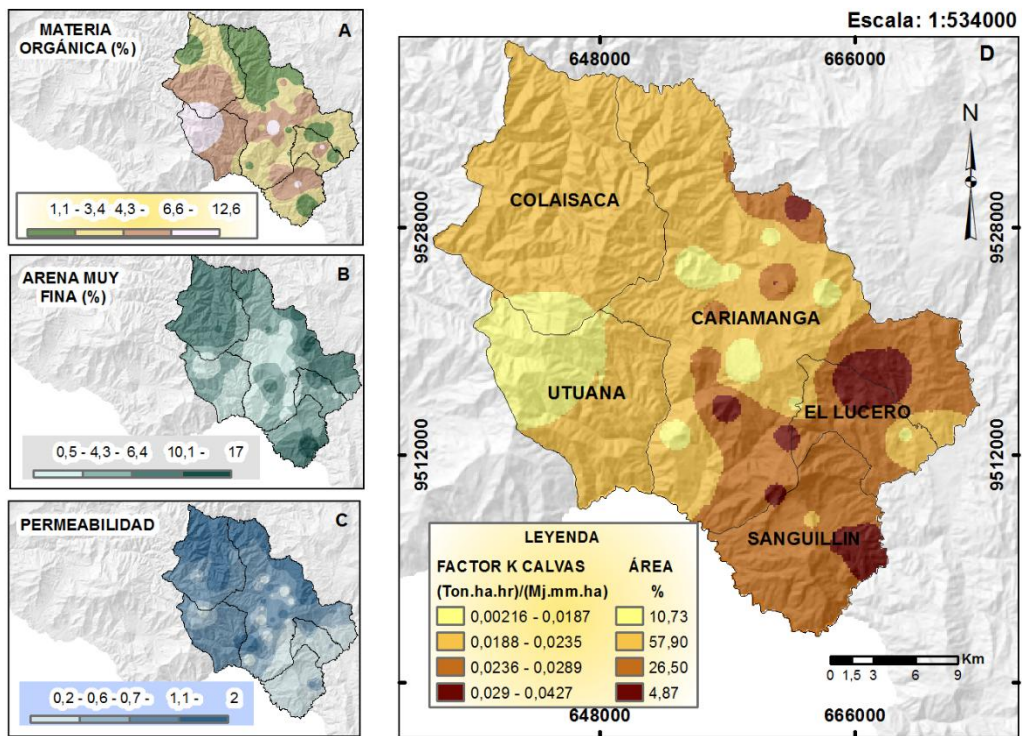 MATERIA
ORGÁNICA (%)
A
1,1 - 3,4 4,3 - 6,6 - 12,6
ARENA MUY
FINA (%)
B
0,5 - 4,3 - 6,4 10,1 - 17
PERMEABILIDAD
C
0,2 - 0,6 - 0,7 - 1,1 - 2
Escala: 1:534000
648000 666000
D
N
9528000 9528000
COLAISACA
CARIAMANGA
UTUANA
EL LUCERO
9512000 9512000
SANGUILLIN
LEYENDA
FACTOR K CALVAS ÁREA
(Ton.ha.hr)/(Mj.mm.ha) %
0,00216 - 0,0187 10,73
0,0188 - 0,0235 57,90
0,0236 - 0,0289 26,50
0,029 - 0,0427 4,87
Km
0 1,5 3 6 9
648000 666000